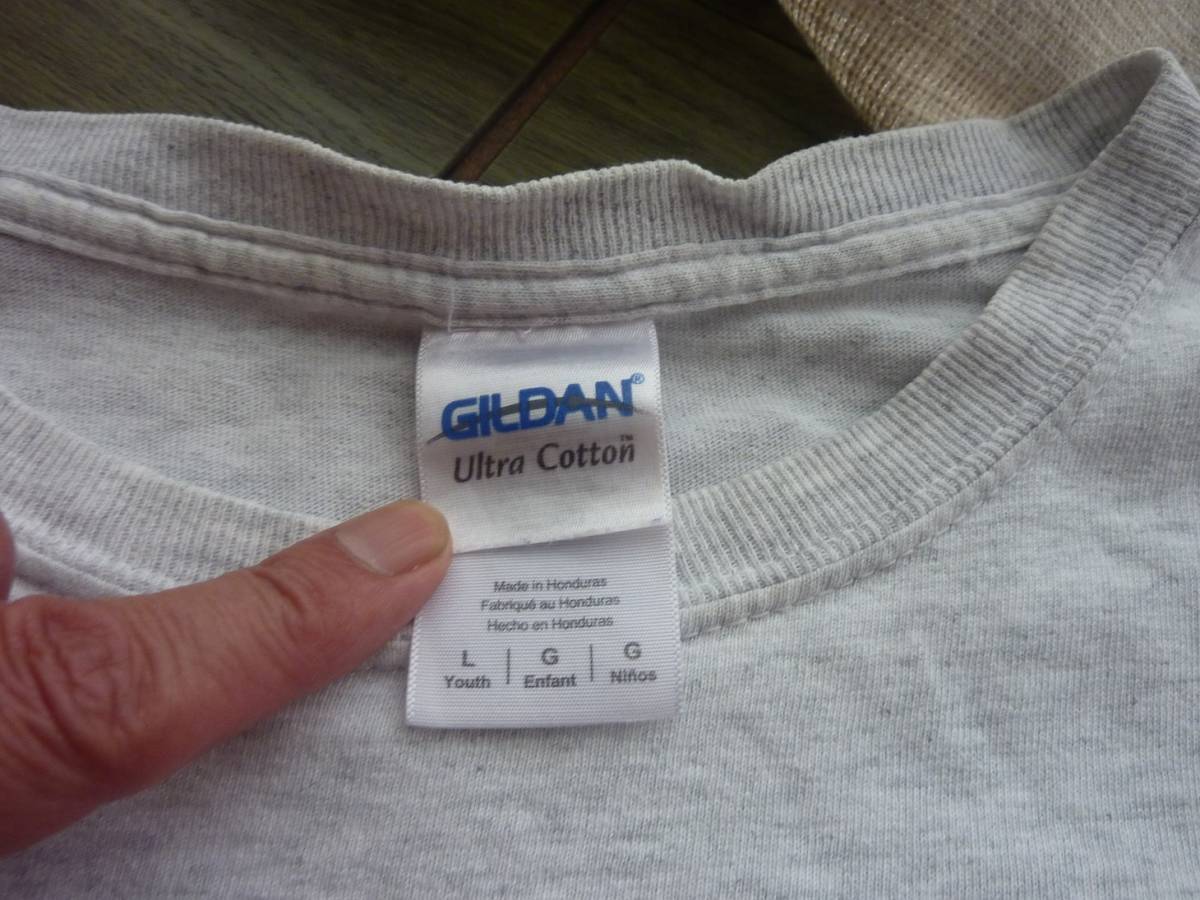 GILDAN®
Ultra Cotton™
Made in Honduras
Fabriqué au Honduras
Hecho en Honduras
L | G | G
Youth | Enfant | Niños